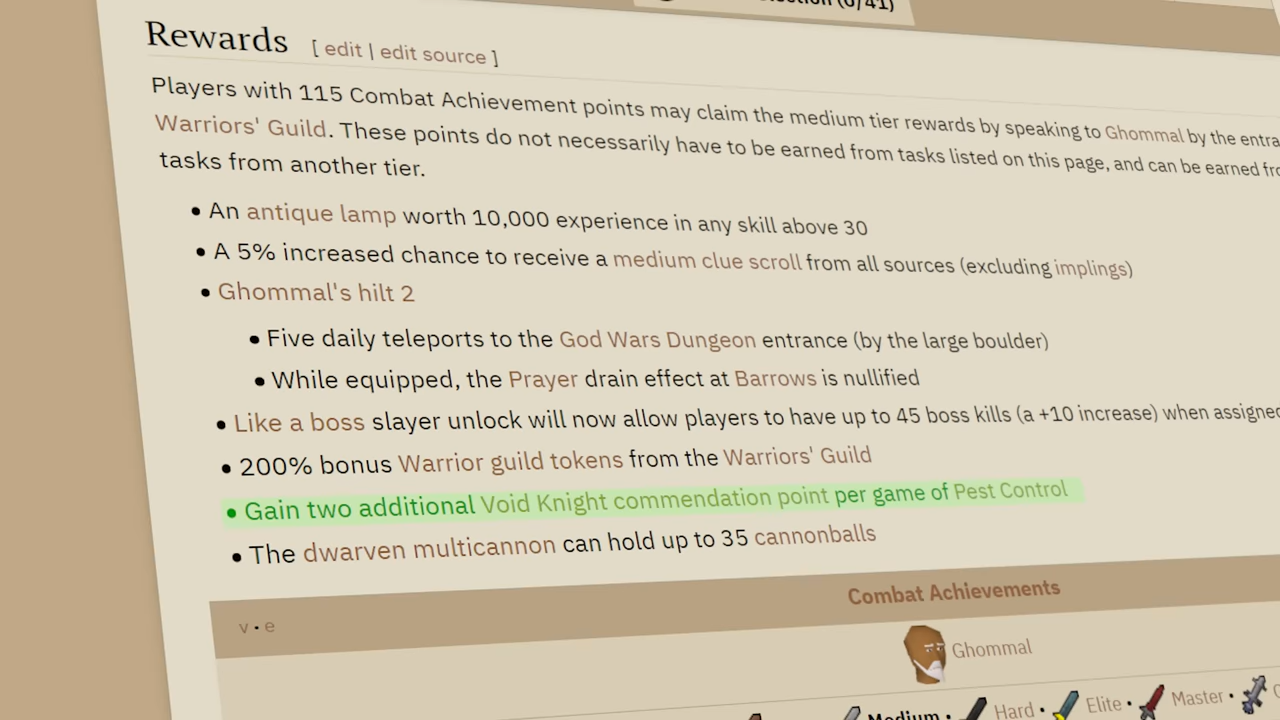 (0/41)
Rewards [ edit | edit source ]
Players with 115 Combat Achievement points may claim the medium tier rewards by speaking to Ghommal by the
Warriors' Guild. These points do not necessarily have to be earned from tasks listed on this page, and can be earned
tasks from another tier.
• An antique lamp worth 10,000 experience in any skill above 30
• A 5% increased chance to receive a medium clue scroll from all sources (excluding implings)
• Ghommal's hilt 2
• Five daily teleports to the God Wars Dungeon entrance (by the large boulder)
• While equipped, the Prayer drain effect at Barrows is nullified
• Like a boss slayer unlock will now allow players to have up to 45 boss kills (a +10 increase) when assigned
• 200% bonus Warrior guild tokens from the Warriors' Guild
• Gain two additional Void Knight commendation point per game of Pest Control
• The dwarven multicannon can hold up to 35 cannonballs
Combat Achievements
v • e
Ghommal
Medium • Hard • Elite • Master •